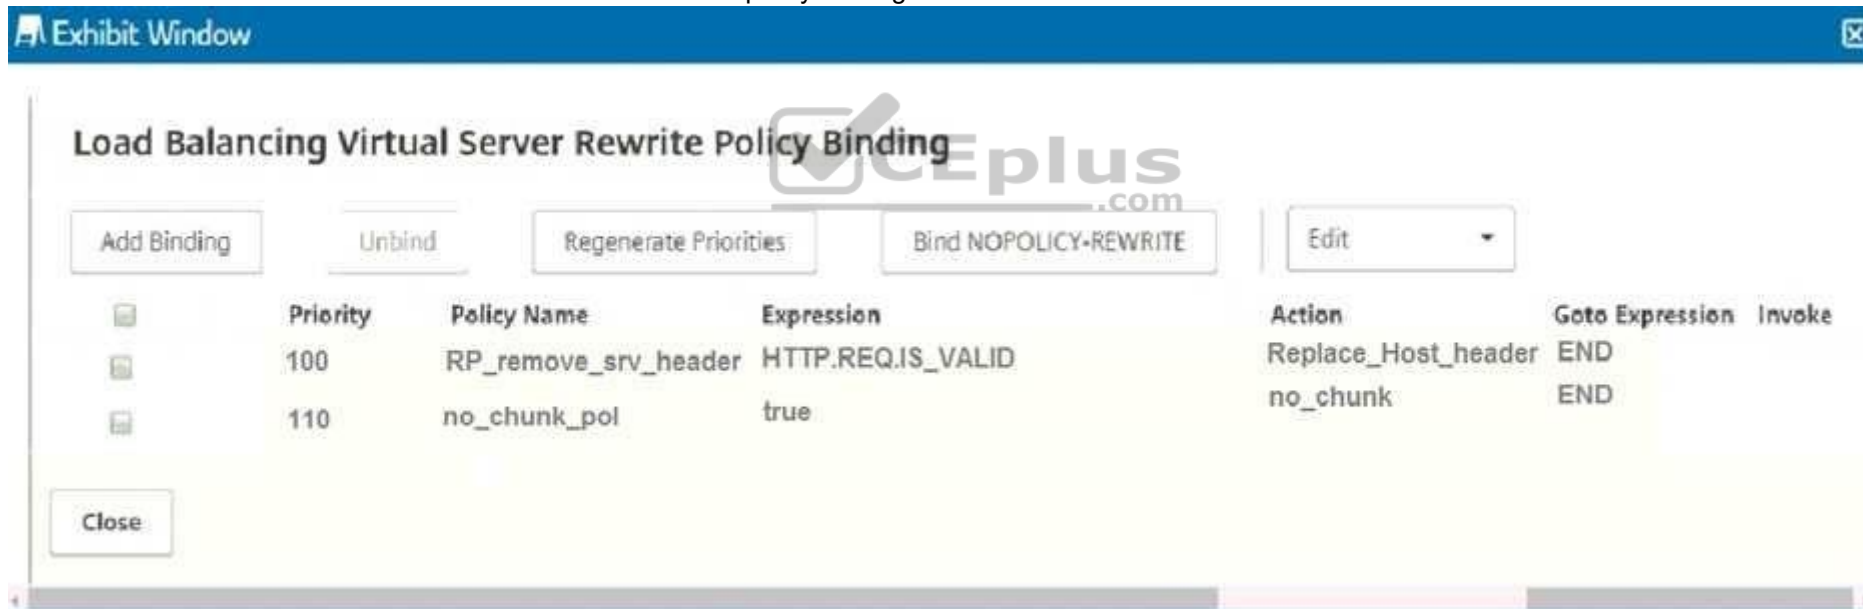 Exhibit Window
Load Balancing Virtual Server Rewrite Policy Binding
CEplus
.com
Add Binding Unbind Regenerate Priorities Bind NOPOLICY-REWRITE Edit
Priority Policy Name Expression Action Goto Expression Invoke
100 RP_remove_srv_header HTTP.REQ.IS_VALID Replace_Host_header END
110 no_chunk_pol true no_chunk END
Close